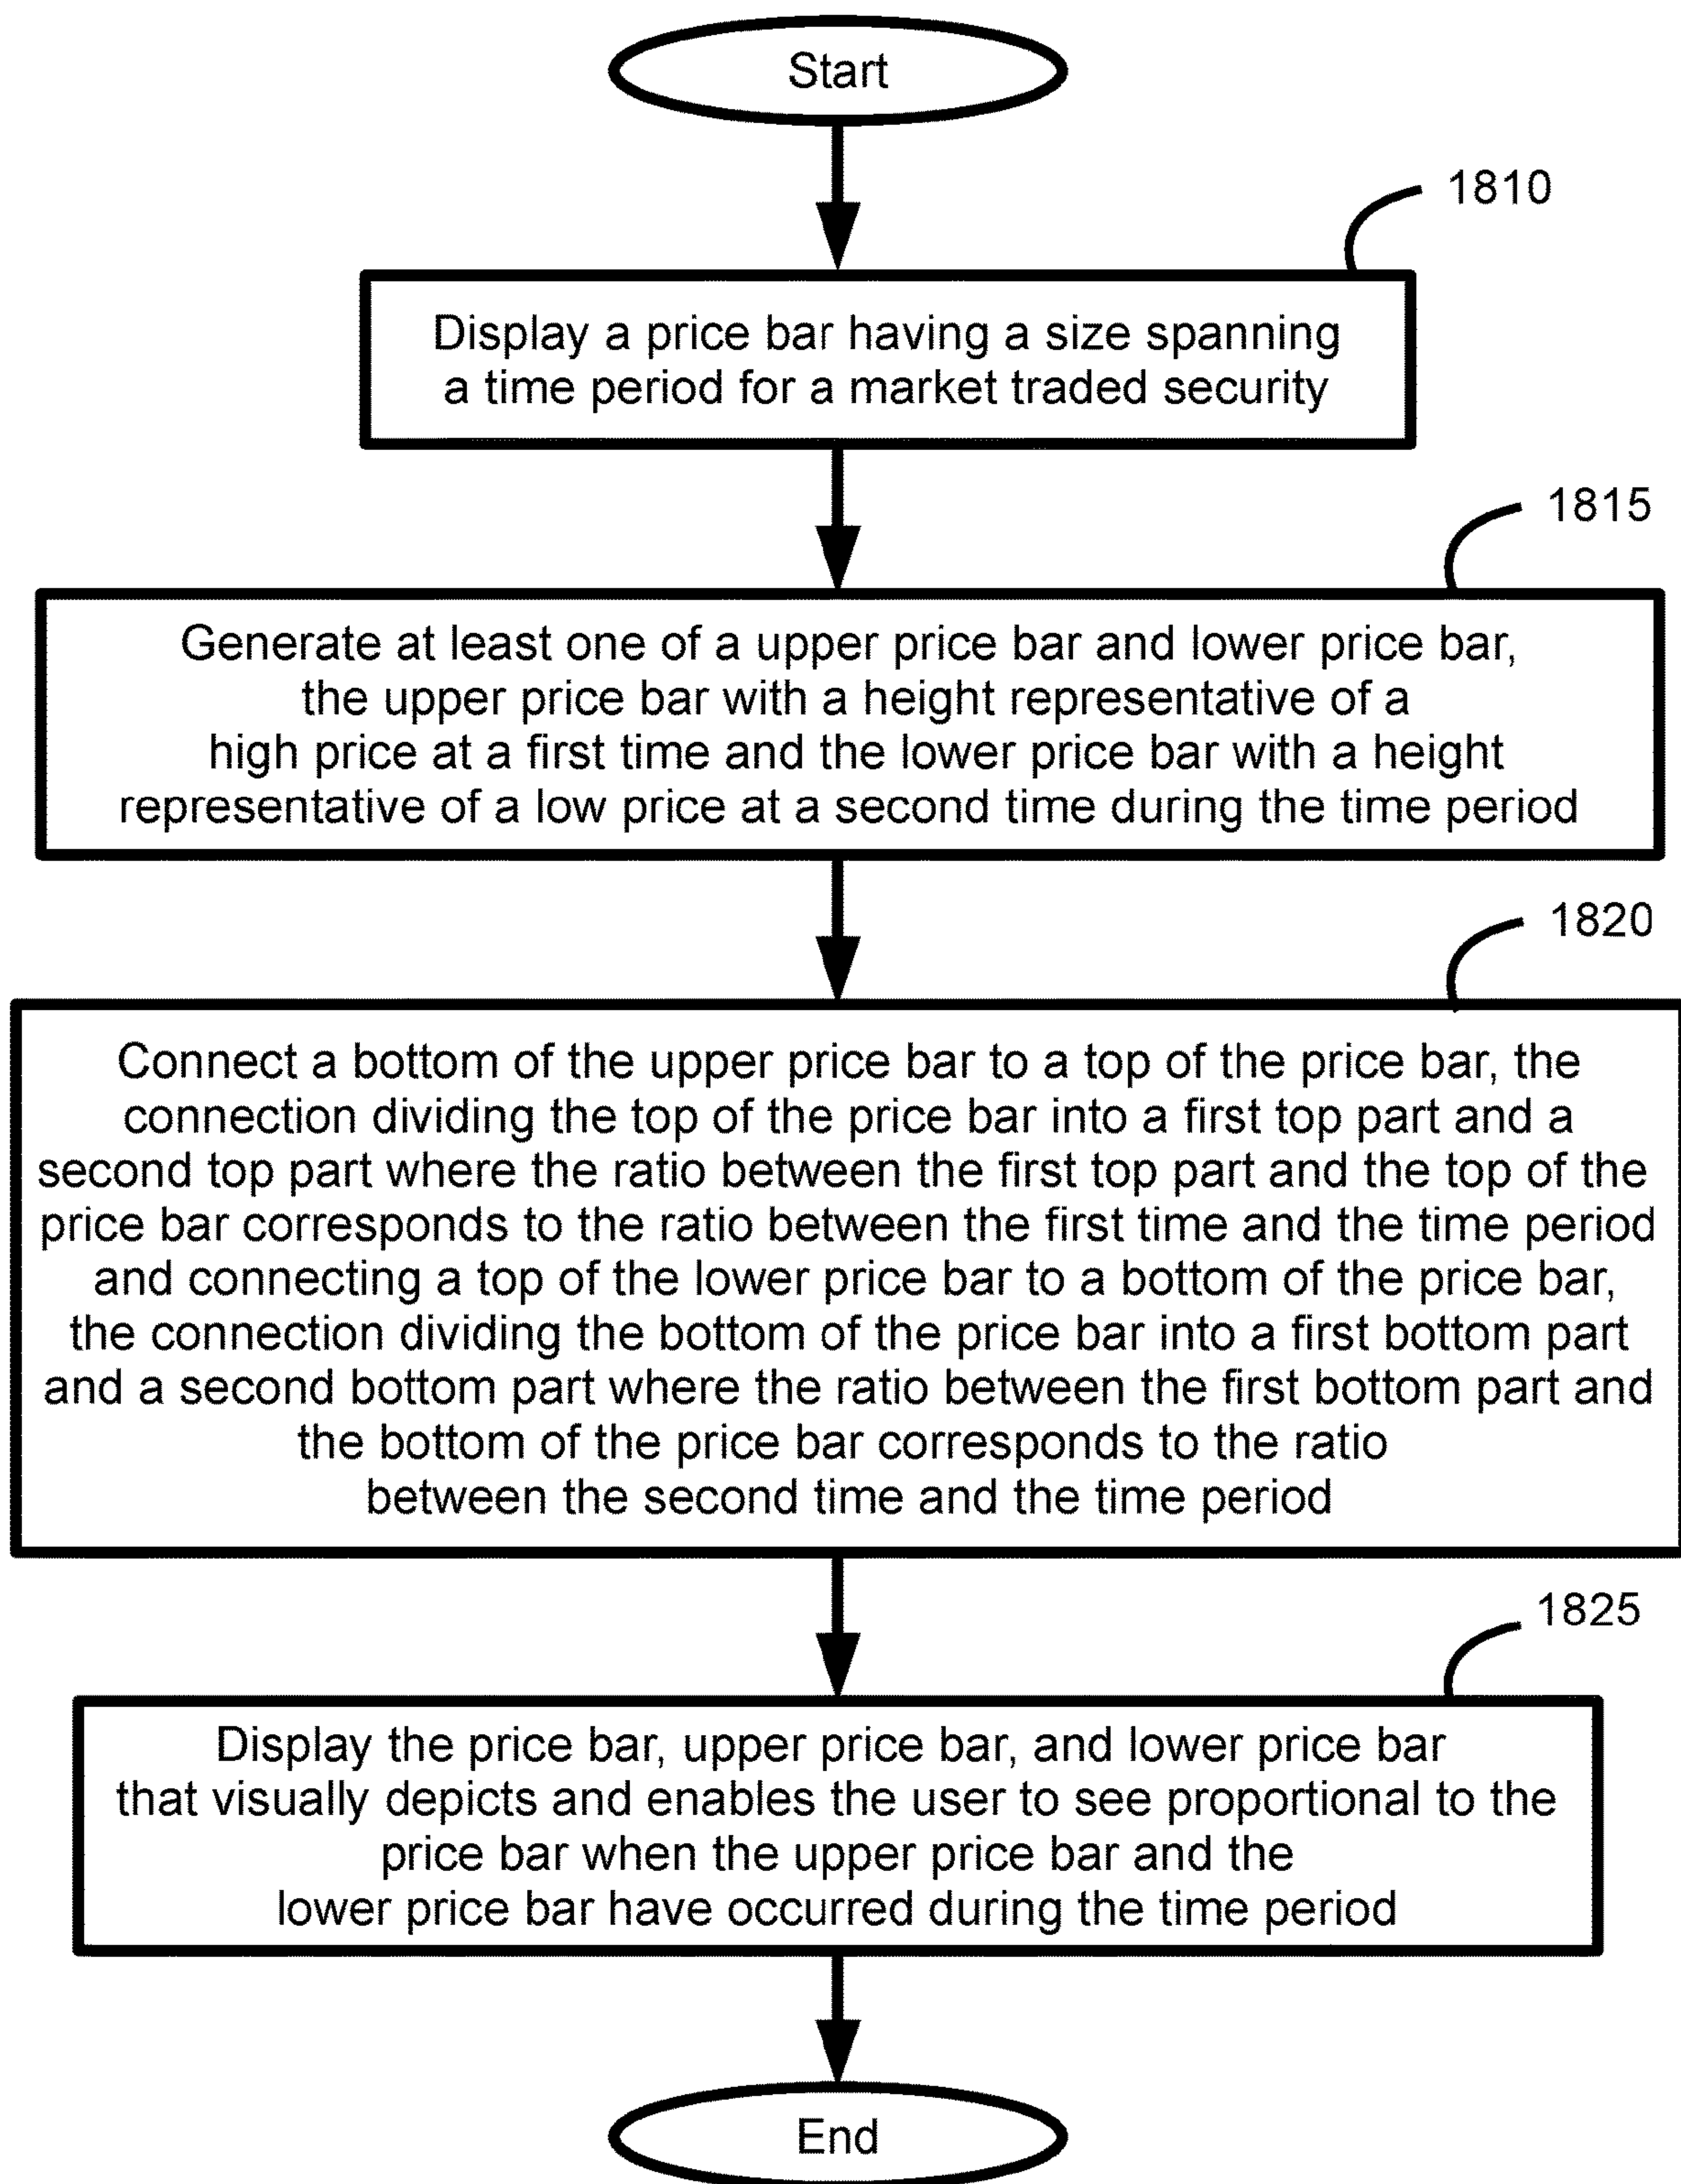 Start
1810
Display a price bar having a size spanning
a time period for a market traded security
1815
Generate at least one of a upper price bar and lower price bar,
the upper price bar with a height representative of a
high price at a first time and the lower price bar with a height
representative of a low price at a second time during the time period
1820
Connect a bottom of the upper price bar to a top of the price bar, the
connection dividing the top of the price bar into a first top part and a
second top part where the ratio between the first top part and the top of the
price bar corresponds to the ratio between the first time and the time period
and connecting a top of the lower price bar to a bottom of the price bar,
the connection dividing the bottom of the price bar into a first bottom part
and a second bottom part where the ratio between the first bottom part and
the bottom of the price bar corresponds to the ratio
between the second time and the time period
1825
Display the price bar, upper price bar, and lower price bar
that visually depicts and enables the user to see proportional to the
price bar when the upper price bar and the
lower price bar have occurred during the time period
End